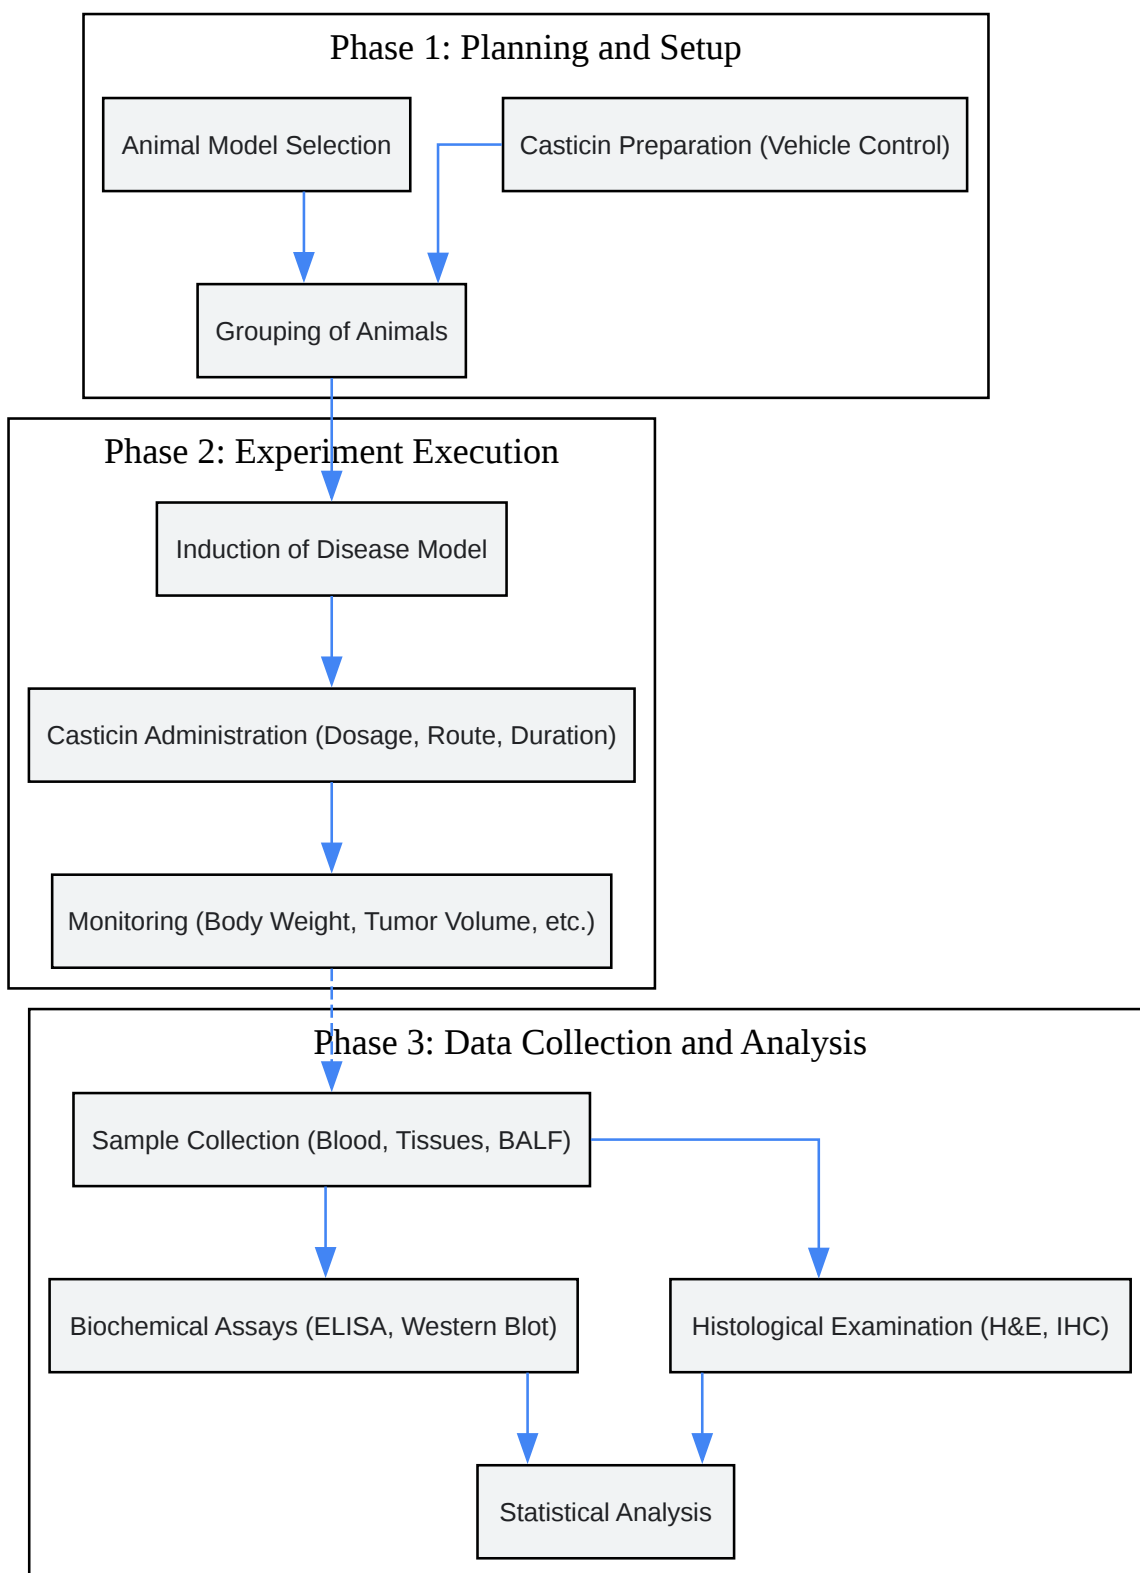 Phase 1: Planning and Setup
Animal Model Selection
Casticin Preparation (Vehicle Control)
Grouping of Animals
Phase 2: Experiment Execution
Induction of Disease Model
Casticin Administration (Dosage, Route, Duration)
Monitoring (Body Weight, Tumor Volume, etc.)
Phase 3: Data Collection and Analysis
Sample Collection (Blood, Tissues, BALF)
Biochemical Assays (ELISA, Western Blot)
Histological Examination (H&E, IHC)
Statistical Analysis